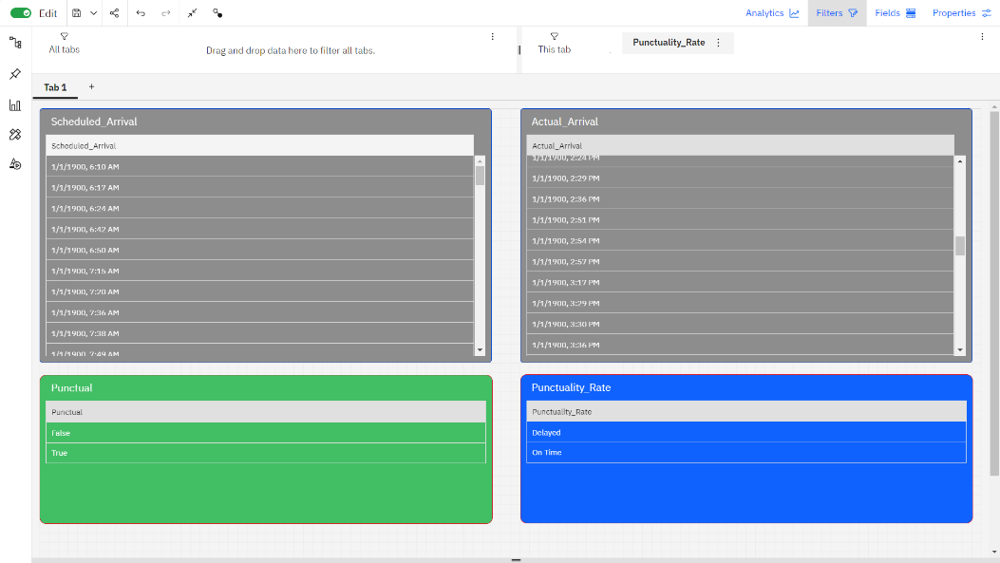 Edit
Analytics
Filters
Fields
Properties
All tabs
Drag and drop data here to filter all tabs.
This tab
Punctuality_Rate
Tab 1
Scheduled_Arrival
Scheduled_Arrival
1/1/1900, 6:10 AM
1/1/1900, 6:17 AM
1/1/1900, 6:24 AM
1/1/1900, 6:42 AM
1/1/1900, 6:50 AM
1/1/1900, 7:15 AM
1/1/1900, 7:20 AM
1/1/1900, 7:36 AM
1/1/1900, 7:38 AM
1/1/1900, 7:49 AM
Actual_Arrival
Actual_Arrival
1/1/1900, 2:24 PM
1/1/1900, 2:29 PM
1/1/1900, 2:36 PM
1/1/1900, 2:51 PM
1/1/1900, 2:54 PM
1/1/1900, 2:57 PM
1/1/1900, 3:17 PM
1/1/1900, 3:29 PM
1/1/1900, 3:30 PM
1/1/1900, 3:36 PM
Punctual
Punctual
False
True
Punctuality_Rate
Punctuality_Rate
Delayed
On Time